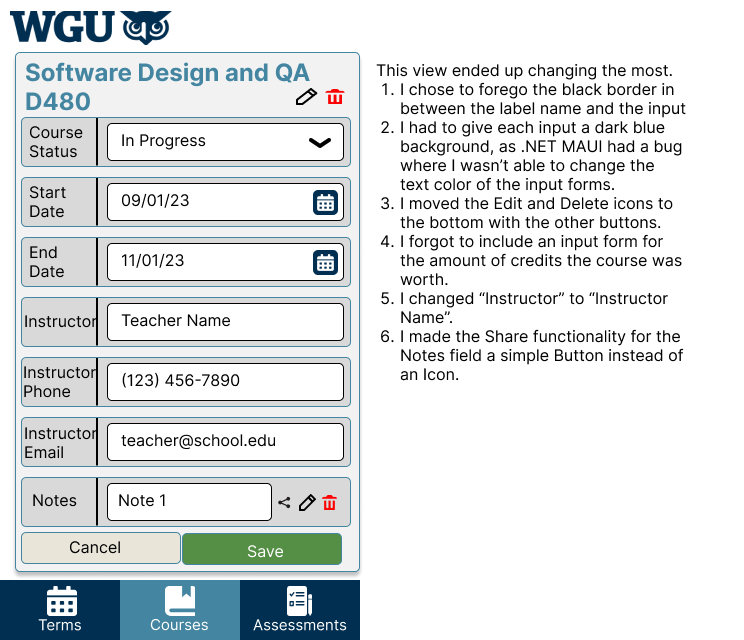 WGU
Software Design and QA
D480
Course
Status
In Progress
Start
Date
09/01/23
End
Date
11/01/23
Instructor
Teacher Name
Instructor
Phone
(123) 456-7890
Instructor
Email
teacher@school.edu
Notes
Note 1
Cancel
Save
Terms
Courses
Assessments
This view ended up changing the most.
1. I chose to forego the black border in
between the label name and the input
2. I had to give each input a dark blue
background, as .NET MAUI had a bug
where I wasn’t able to change the
text color of the input forms.
3. I moved the Edit and Delete icons to
the bottom with the other buttons.
4. I forgot to include an input form for
the amount of credits the course was
worth.
5. I changed “Instructor” to “Instructor
Name”.
6. I made the Share functionality for the
Notes field a simple Button instead of
an Icon.